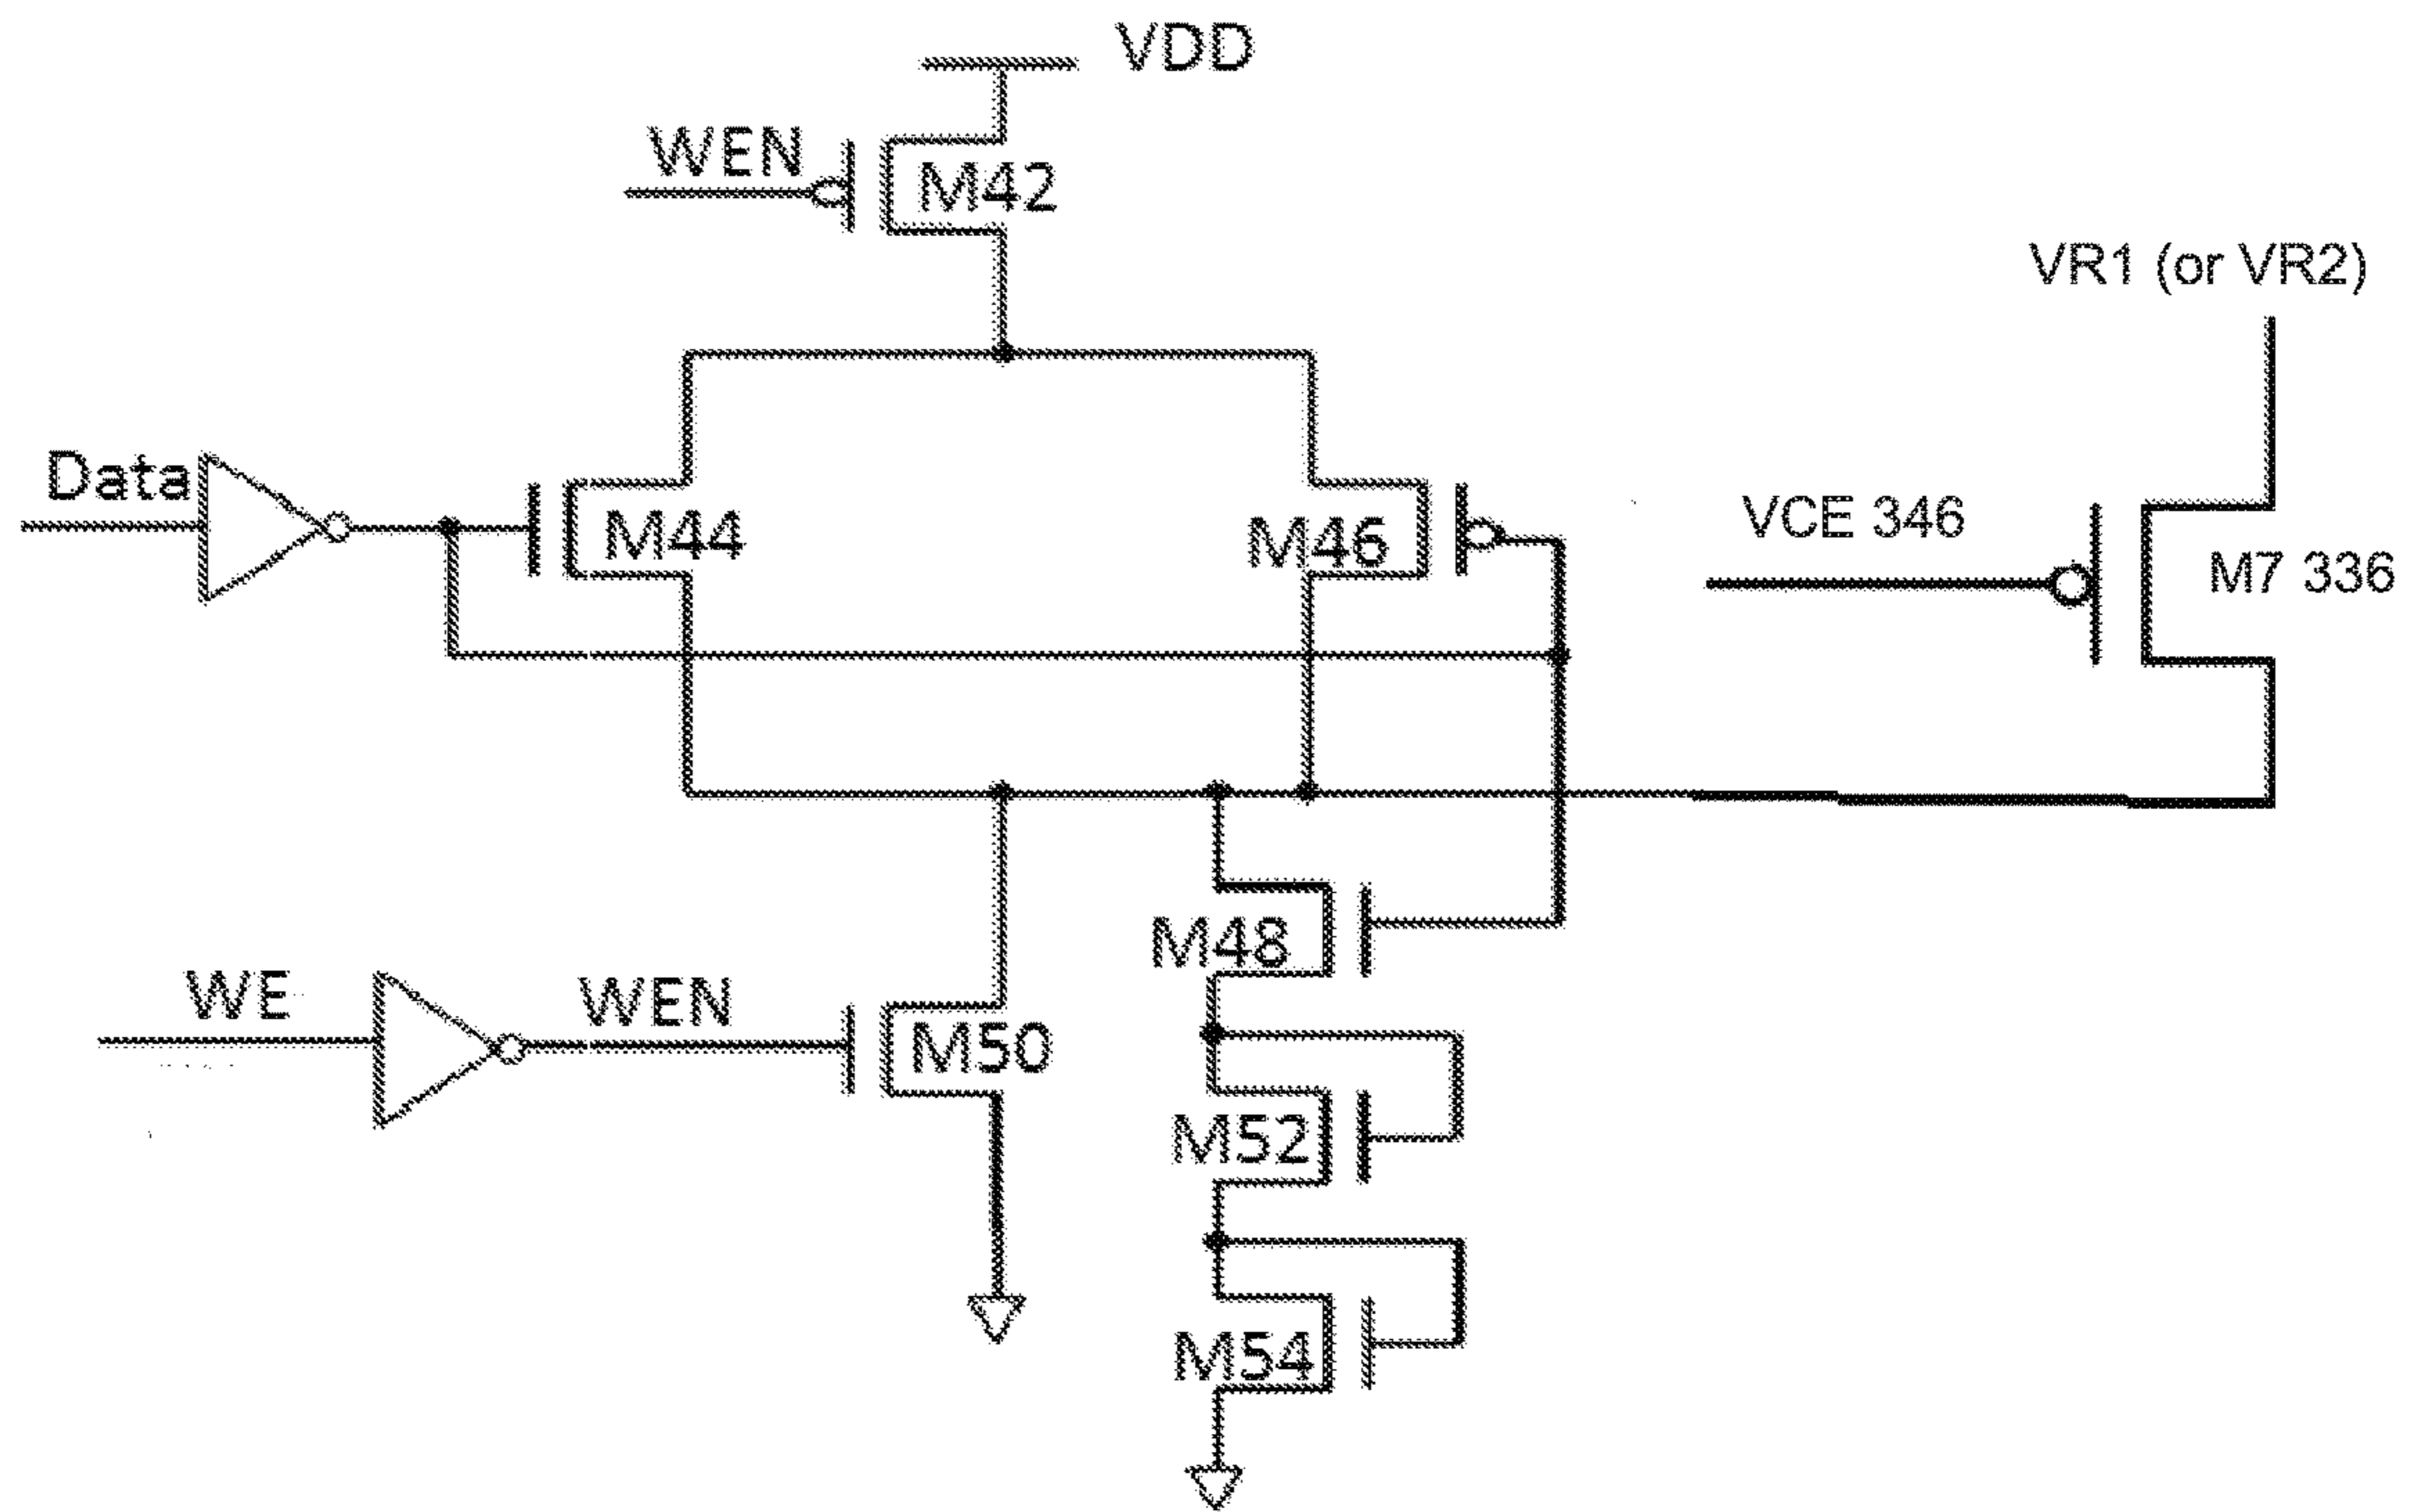 VDD
WEN
M42
VR1 (or VR2)
Data
M44
M46
VCE 346
M7 336
M48
WE
WEN
M50
M52
M54